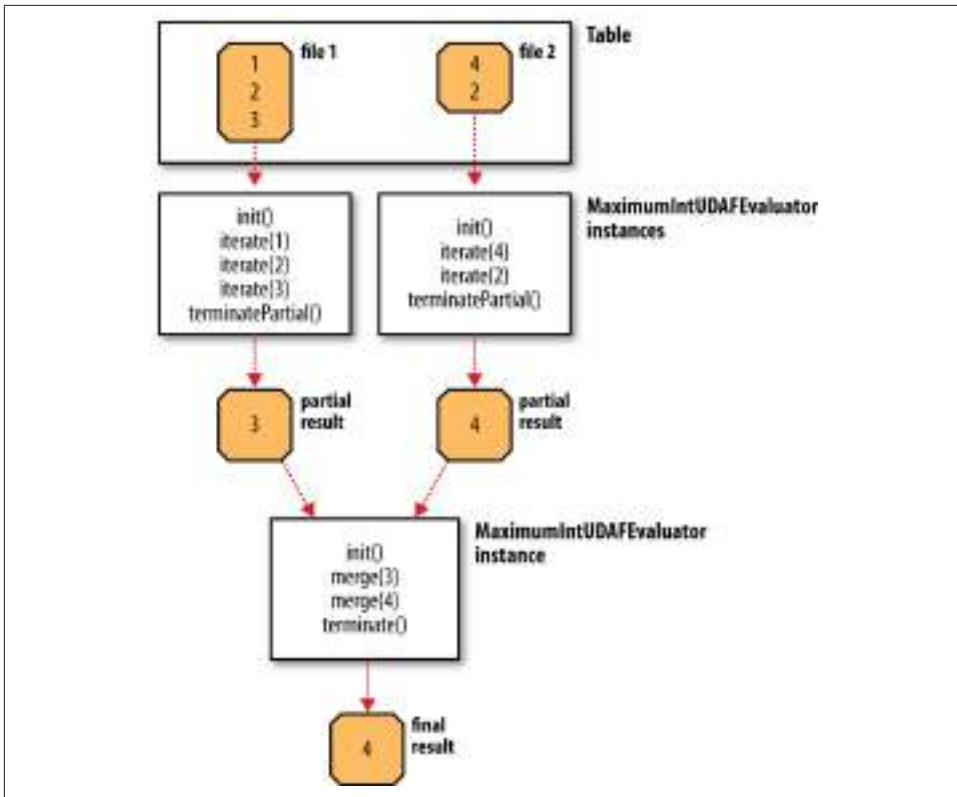 Table
file 1
1
2
3
file 2
4
2
MaximumIntUDAFEvaluator
instances
init()
iterate(1)
iterate(2)
iterate(3)
terminatePartial()
init()
iterate(4)
iterate(2)
terminatePartial()
3
partial
result
4
partial
result
MaximumIntUDAFEvaluator
instance
init()
merge(3)
merge(4)
terminate()
4
final
result